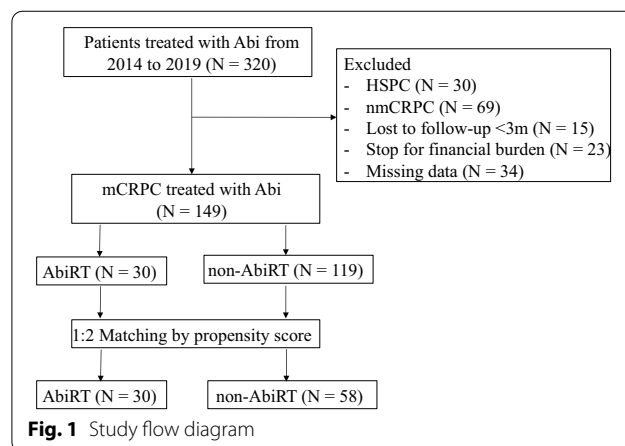 Patients treated with Abi from
2014 to 2019 (N = 320)
Excluded
- HSPC (N = 30)
- nmCRPC (N = 69)
- Lost to follow-up <3m (N = 15)
- Stop for financial burden (N = 23)
- Missing data (N = 34)
mCRPC treated with Abi
(N = 149)
AbiRT (N = 30)
non-AbiRT (N = 119)
1:2 Matching by propensity score
AbiRT (N = 30)
non-AbiRT (N = 58)
Fig. 1 Study flow diagram